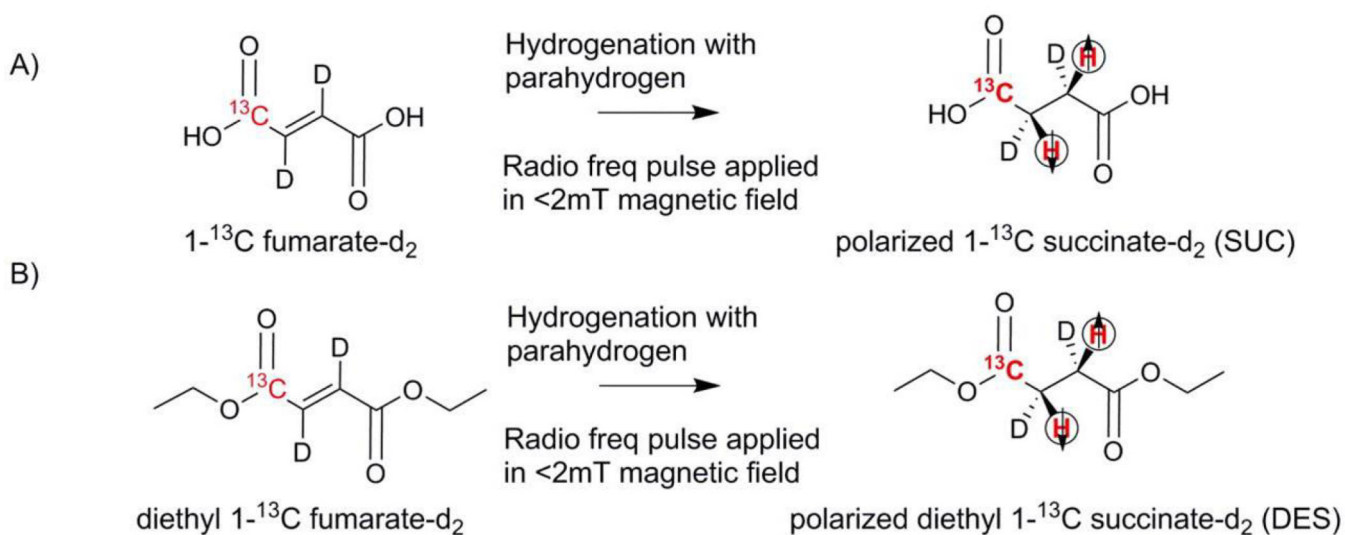 A)
O
13C
HO
D
D
OH
O
1-13C fumarate-d2
Hydrogenation with
parahydrogen
Radio freq pulse applied
in <2mT magnetic field
O
13C
HO
D
H
D
H
OH
O
polarized 1-13C succinate-d2 (SUC)
B)
O
13C
O
D
D
O
O
diethyl 1-13C fumarate-d2
Hydrogenation with
parahydrogen
Radio freq pulse applied
in <2mT magnetic field
O
13C
O
D
H
D
H
O
O
polarized diethyl 1-13C succinate-d2 (DES)